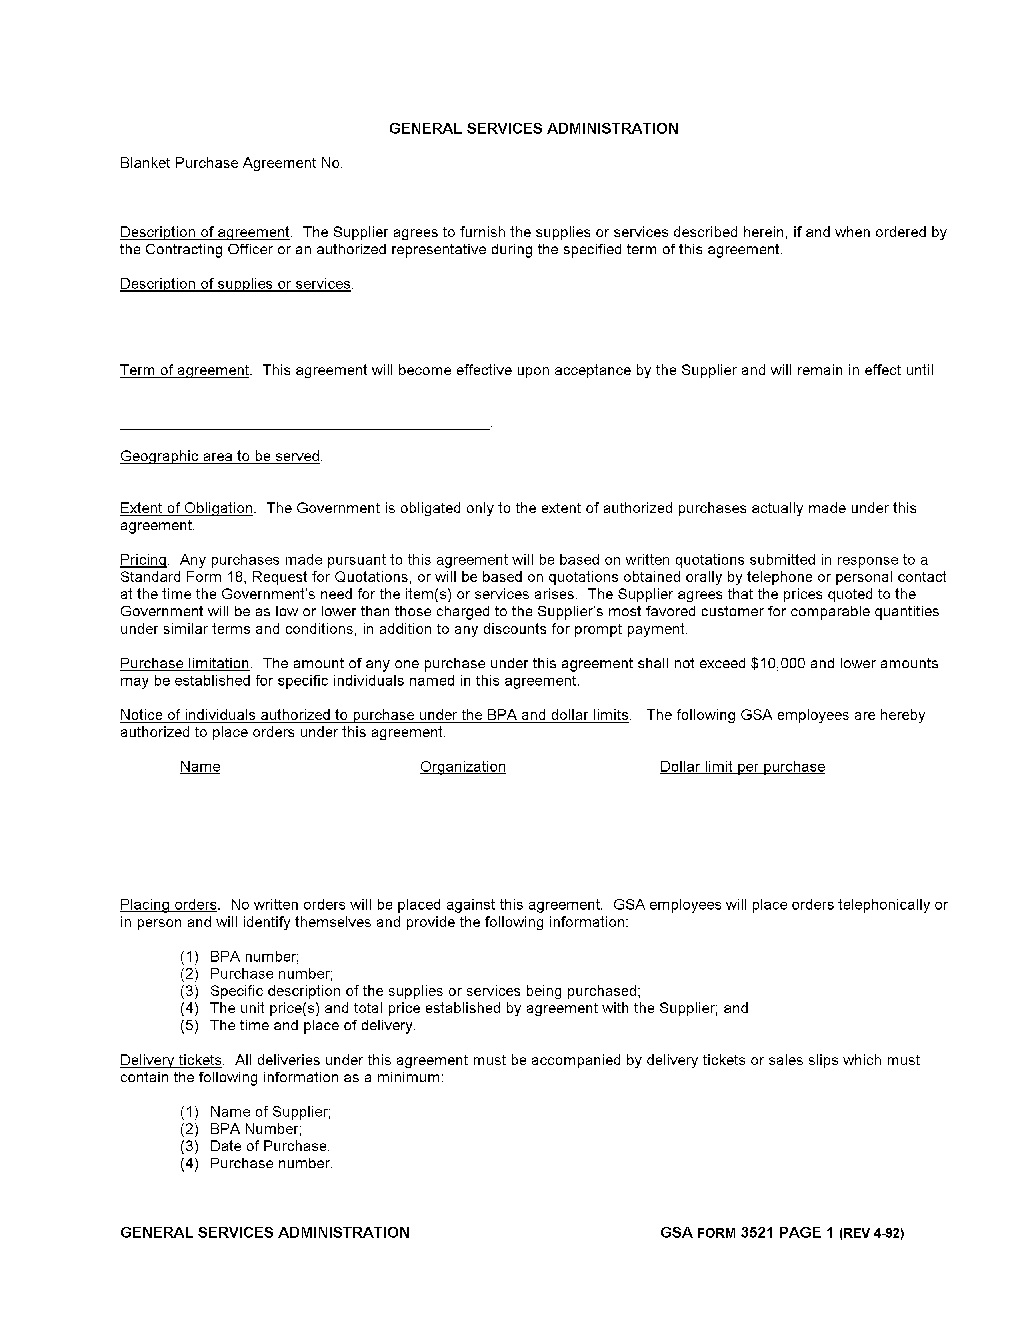 GENERAL SERVICES ADMINISTRATION
Blanket Purchase Agreement No.
Description of agreement. The Supplier agrees to furnish the supplies or services described herein, if and when ordered by
the Contracting Officer or an authorized representative during the specified term of this agreement.
Description of supplies or services.
Term of agreement. This agreement will become effective upon acceptance by the Supplier and will remain in effect until
.
Geographic area to be served.
Extent of Obligation. The Government is obligated only to the extent of authorized purchases actually made under this
agreement.
Pricing. Any purchases made pursuant to this agreement will be based on written quotations submitted in response to a
Standard Form 18, Request for Quotations, or will be based on quotations obtained orally by telephone or personal contact
at the time the Government's need for the item(s) or services arises. The Supplier agrees that the prices quoted to the
Government will be as low or lower than those charged to the Supplier's most favored customer for comparable quantities
under similar terms and conditions, in addition to any discounts for prompt payment.
Purchase limitation. The amount of any one purchase under this agreement shall not exceed $10,000 and lower amounts
may be established for specific individuals named in this agreement.
Notice of individuals authorized to purchase under the BPA and dollar limits. The following GSA employees are hereby
authorized to place orders under this agreement.
Name Organization Dollar limit per purchase
Placing orders. No written orders will be placed against this agreement. GSA employees will place orders telephonically or
in person and will identify themselves and provide the following information:
(1) BPA number;
(2) Purchase number;
(3) Specific description of the supplies or services being purchased;
(4) The unit price(s) and total price established by agreement with the Supplier; and
(5) The time and place of delivery.
Delivery tickets. All deliveries under this agreement must be accompanied by delivery tickets or sales slips which must
contain the following information as a minimum:
(1) Name of Supplier;
(2) BPA Number;
(3) Date of Purchase.
(4) Purchase number.
GENERAL SERVICES ADMINISTRATION GSA FORM 3521 PAGE 1 (REV 4-92)